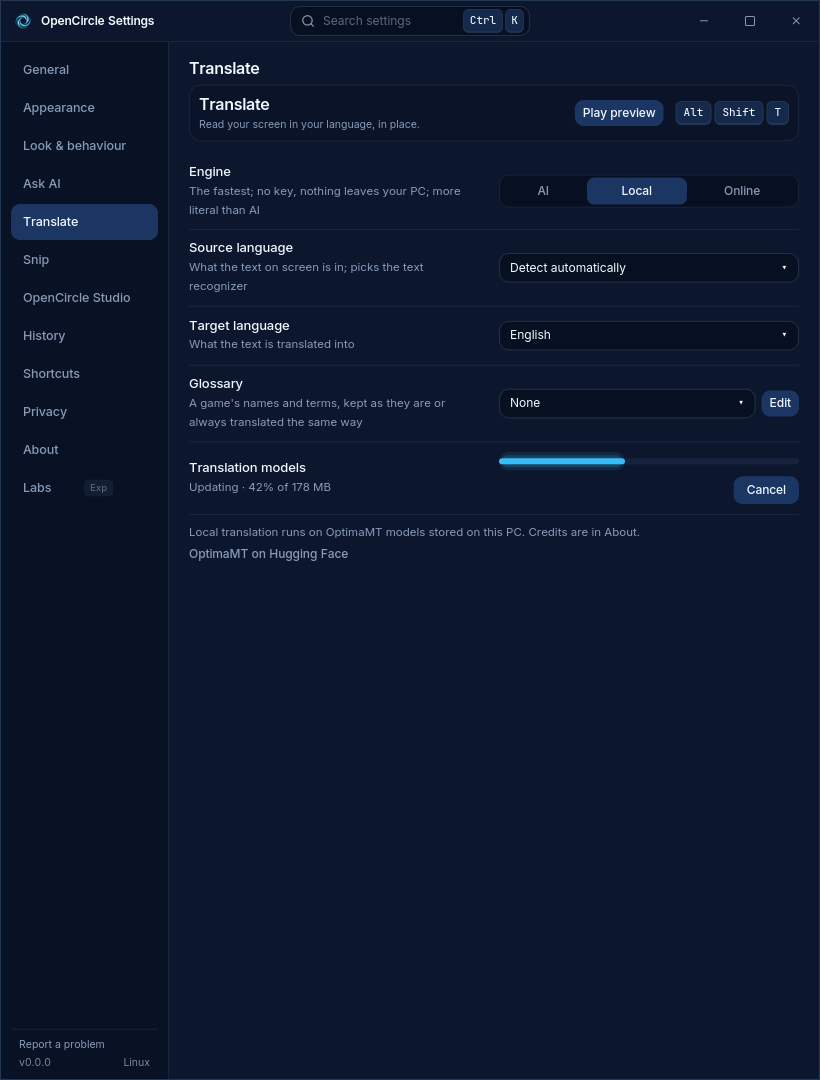 OpenCircle Settings
Search settings
Ctrl K
General
Appearance
Look & behaviour
Ask AI
Translate
Snip
OpenCircle Studio
History
Shortcuts
Privacy
About
Labs Exp
Report a problem
v0.0.0 Linux
Translate
Translate
Read your screen in your language, in place.
Play preview
Alt Shift T
Engine
The fastest; no key, nothing leaves your PC; more
literal than AI
AI Local Online
Source language
What the text on screen is in; picks the text
recognizer
Detect automatically
Target language
What the text is translated into
English
Glossary
A game's names and terms, kept as they are or
always translated the same way
None
Edit
Translation models
Updating · 42% of 178 MB
Cancel
Local translation runs on OptimaMT models stored on this PC. Credits are in About.
OptimaMT on Hugging Face